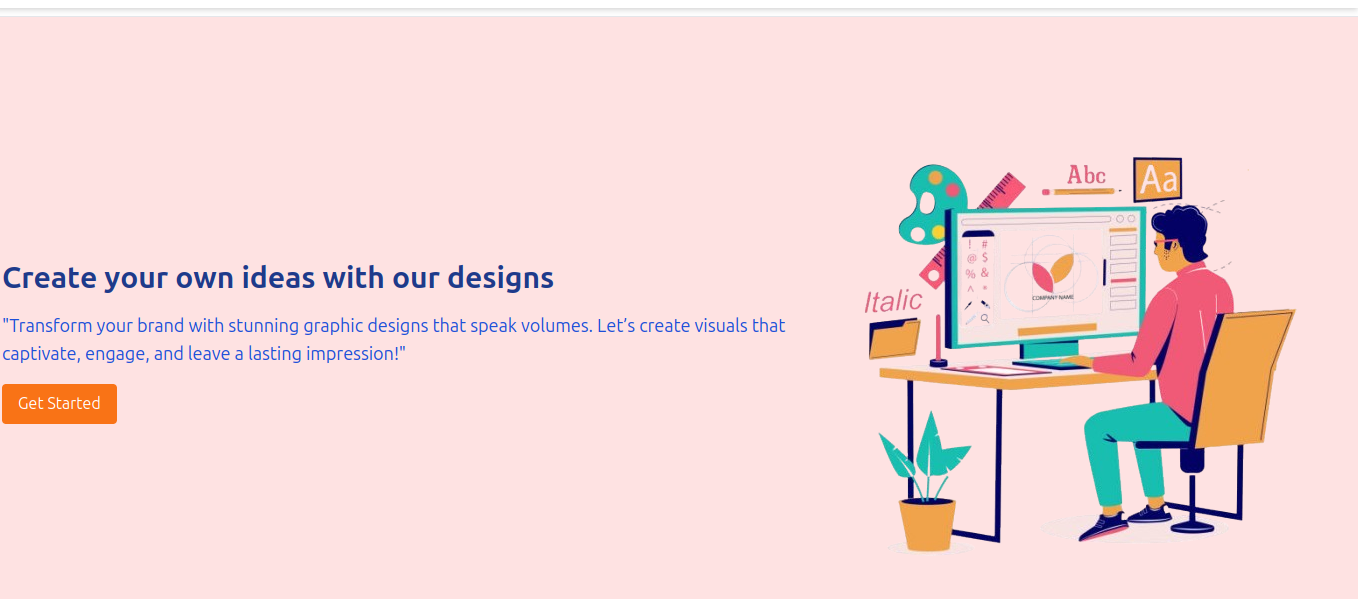 Create your own ideas with our designs
"Transform your brand with stunning graphic designs that speak volumes. Let’s create visuals that
captivate, engage, and leave a lasting impression!"
Get Started
Abc
Aa
! #
@ $
% &
^ *
COMPANY NAME
Italic